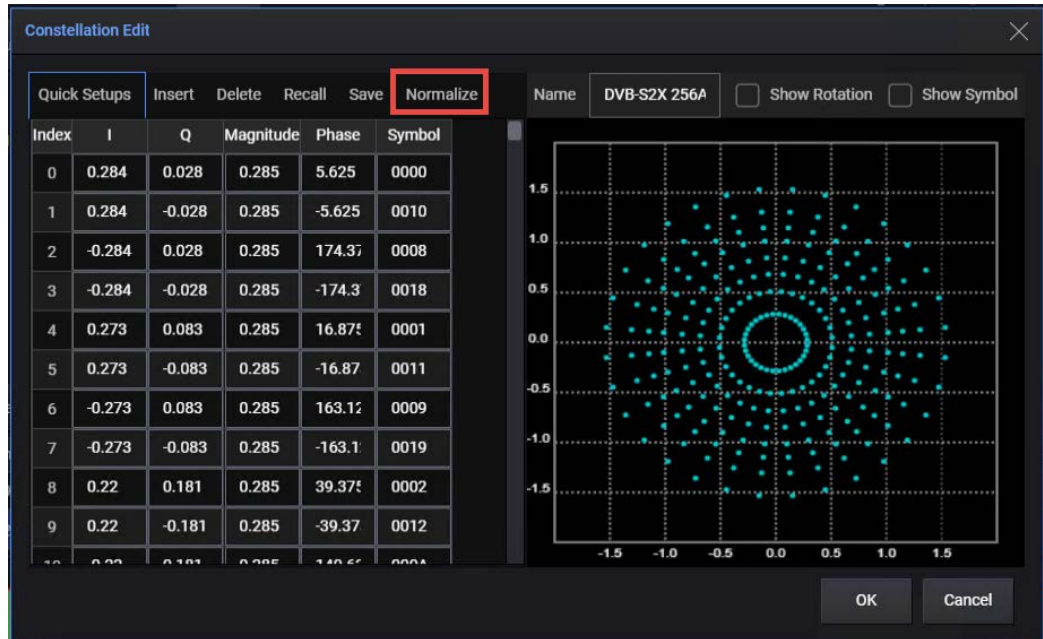 Constellation Edit
Quick Setups Insert Delete Recall Save Normalize Name DVB-S2X 256A Show Rotation Show Symbol
Index I Q Magnitude Phase Symbol
0 0.284 0.028 0.285 5.625 0000
1 0.284 -0.028 0.285 -5.625 0010
2 -0.284 0.028 0.285 174.37 0008
3 -0.284 -0.028 0.285 -174.3 0018
4 0.273 0.083 0.285 16.875 0001
5 0.273 -0.083 0.285 -16.87 0011
6 -0.273 0.083 0.285 163.12 0009
7 -0.273 -0.083 0.285 -163.1 0019
8 0.22 0.181 0.285 39.375 0002
9 0.22 -0.181 0.285 -39.37 0012
1.5
1.0
0.5
0.0
-0.5
-1.0
-1.5
-1.5 -1.0 -0.5 0.0 0.5 1.0 1.5
OK Cancel